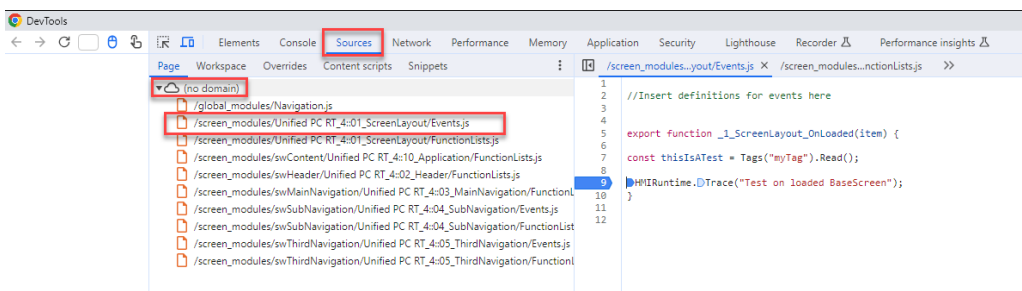 DevTools
Elements Console Sources Network Performance Memory Application Security Lighthouse Recorder Performance insights
Page Workspace Overrides Content scripts Snippets
/screen_modules...yout/Events.js × /screen_modules...nctionLists.js >>
(no domain)
/global_modules/Navigation.js
/screen_modules/Unified PC RT_4::01_ScreenLayout/Events.js
/screen_modules/Unified PC RT_4::01_ScreenLayout/FunctionLists.js
/screen_modules/swContent/Unified PC RT_4::10_Application/FunctionLists.js
/screen_modules/swHeader/Unified PC RT_4::02_Header/FunctionLists.js
/screen_modules/swMainNavigation/Unified PC RT_4::03_MainNavigation/FunctionL
/screen_modules/swSubNavigation/Unified PC RT_4::04_SubNavigation/Events.js
/screen_modules/swSubNavigation/Unified PC RT_4::04_SubNavigation/FunctionList
/screen_modules/swThirdNavigation/Unified PC RT_4::05_ThirdNavigation/Events.js
/screen_modules/swThirdNavigation/Unified PC RT_4::05_ThirdNavigation/FunctionL
1
2 //Insert definitions for events here
3
4
5 export function _1_ScreenLayout_OnLoaded(item) {
6
7 const thisIsATest = Tags("myTag").Read();
8
9 HMIRuntime.Trace("Test on loaded BaseScreen");
10 }
11
12